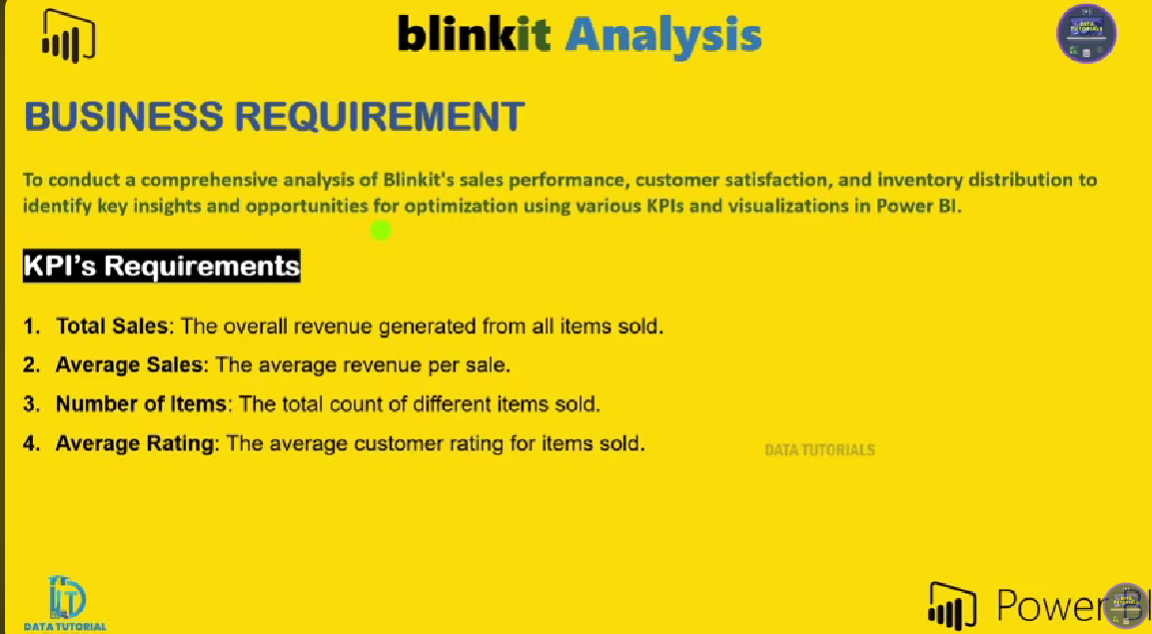 blinkit Analysis
BUSINESS REQUIREMENT
To conduct a comprehensive analysis of Blinkit's sales performance, customer satisfaction, and inventory distribution to
identify key insights and opportunities for optimization using various KPIs and visualizations in Power BI.
KPI's Requirements
1. Total Sales: The overall revenue generated from all items sold.
2. Average Sales: The average revenue per sale.
3. Number of Items: The total count of different items sold.
4. Average Rating: The average customer rating for items sold.
DATA TUTORIALS
DATA TUTORIAL
Power BI